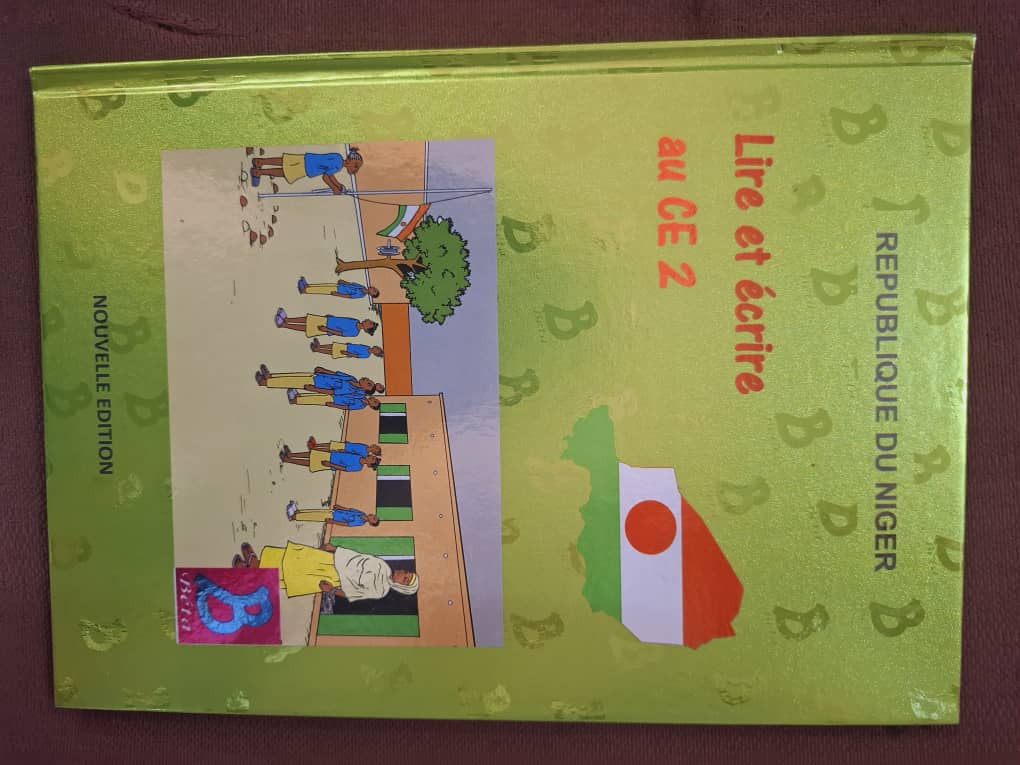 REPUBLIQUE DU NIGER
Lire et écrire
au CE 2
B
Béta
NOUVELLE EDITION